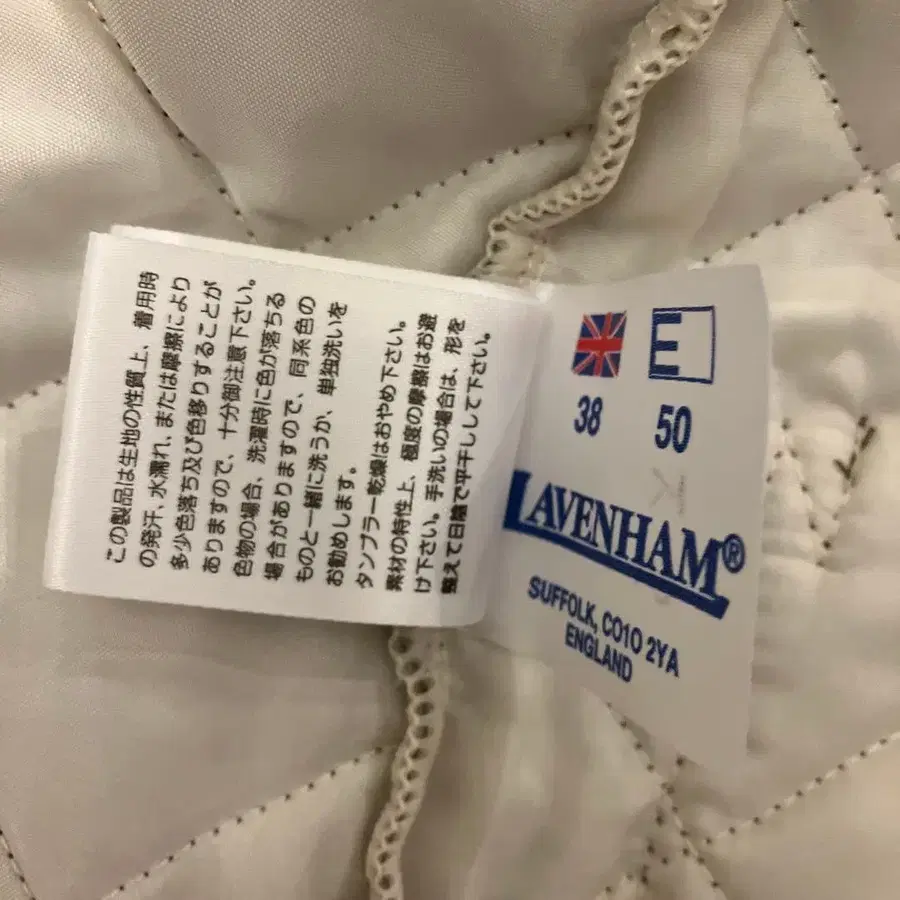 この製品は生地の性質上、着用時
の発汗、水濡れ、または摩擦により
多少色落ち及び色移りすることが
ありますので、十分御注意下さい。
色物の場合、洗濯時に色が落ちる
場合がありますので、同系色の
ものと一緒に洗うか、単独洗いを
お勧めします。
タンブラー乾燥はおやめ下さい。
素材の特性上、極度の摩擦はお避
け下さい。手洗いの場合は、形を
整えて日陰で平干しして下さい。
E
38 50
LAVENHAM®
SUFFOLK, CO10 2YA
ENGLAND